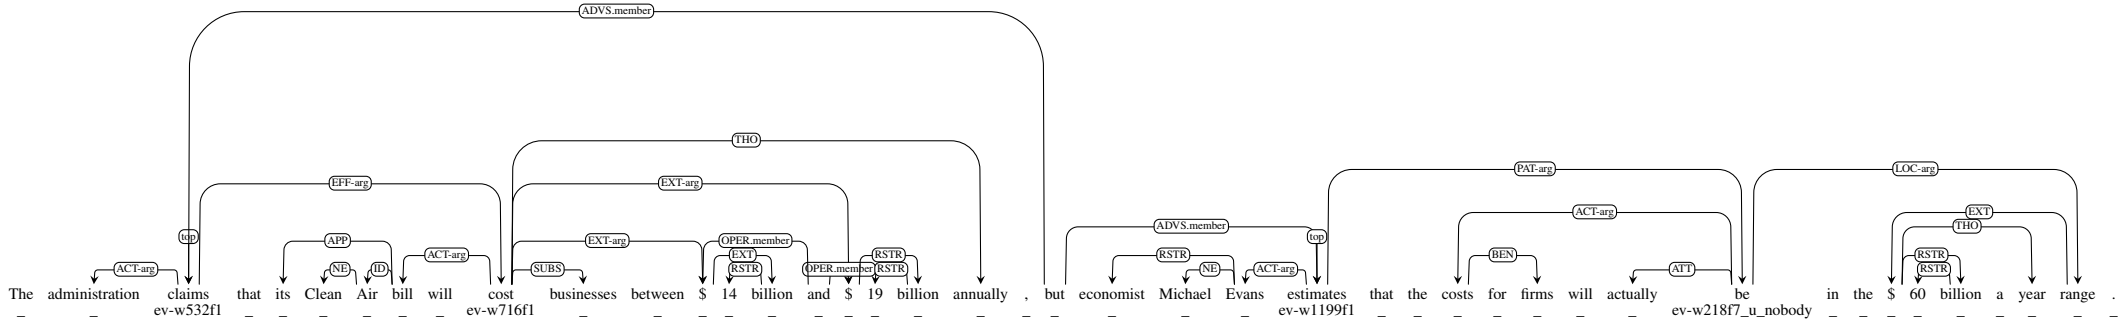 ADVS.member
THO
EFF-arg EXT-arg PAT-arg LOC-arg
ACT-arg EXT
top APP EXT-arg OPER.member ADVS.member top THO
ACT-arg EXT RSTR RSTR BEN RSTR
ACT-arg NE ID SUBS RSTR OPER.member RSTR NE ACT-arg ATT RSTR
The administration claims that its Clean Air bill will cost businesses between $ 14 billion and $ 19 billion annually , but economist Michael Evans estimates that the costs for firms will actually be in the $ 60 billion a year range .
_ _ ev-w532f1 _ _ _ _ _ _ ev-w716f1 _ _ _ _ _ _ _ _ _ _ _ _ _ _ _ ev-w1199f1 _ _ _ _ _ _ _ ev-w218f7_u_nobody _ _ _ _ _ _ _ _ _